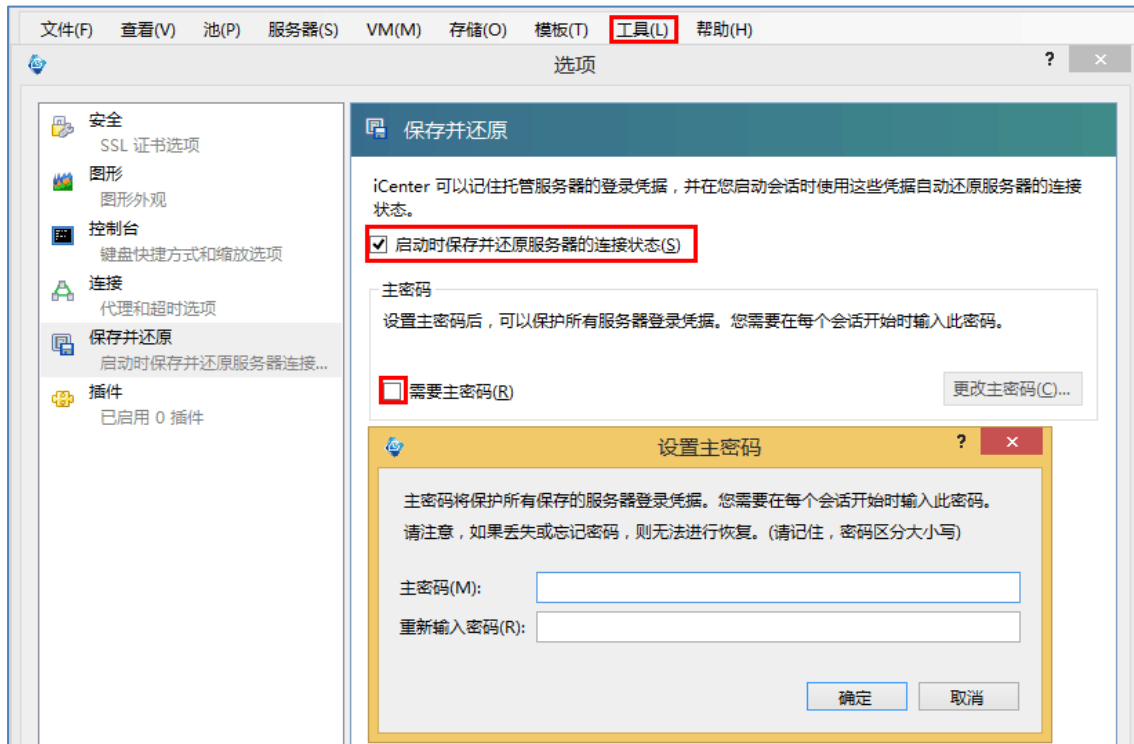 文件(F) 查看(V) 池(P) 服务器(S) VM(M) 存储(O) 模板(T) 工具(L) 帮助(H)
选项 ? ×
安全
SSL 证书选项
图形
图形外观
控制台
键盘快捷方式和缩放选项
连接
代理和超时选项
保存并还原
启动时保存并还原服务器连接...
插件
已启用 0 插件
保存并还原
iCenter 可以记住托管服务器的登录凭据，并在您启动会话时使用这些凭据自动还原服务器的连接
状态。
启动时保存并还原服务器的连接状态(S)
主密码
设置主密码后，可以保护所有服务器登录凭据。您需要在每个会话开始时输入此密码。
需要主密码(R) 更改主密码(C)...
设置主密码 ? ×
主密码将保护所有保存的服务器登录凭据。您需要在每个会话开始时输入此密码。
请注意，如果丢失或忘记密码，则无法进行恢复。(请记住，密码区分大小写)
主密码(M):
重新输入密码(R):
确定 取消